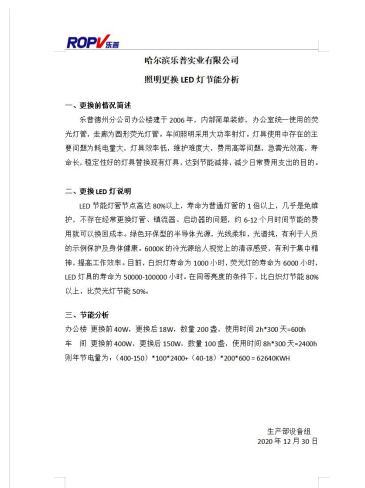 ROPV乐普
哈尔滨乐普实业有限公司
照明更换 LED 灯节能分析
一、更换前情况简述
乐普德州分公司办公楼建于 2006 年，内部简单装修，办公室统一使用的荧
光灯管，走廊为圆形荧光灯管，车间照明采用大功率射灯。灯具使用中存在的主
要问题为耗电量大、灯具效率低、维护难度大、费用高等问题，急需光效高、寿
命长，稳定性好的灯具替换现有灯具，达到节能减排，减少日常费用支出的目的。
二、更换 LED 灯说明
LED 节能灯管节点高达 80%以上，寿命为普通灯管的 1 倍以上，几乎是免维
护，不存在经常更换灯管、镇流器、启动器的问题，约 6-12 个月时间节能的费
用就可以换回成本。绿色环保型的半导体光源，光线柔和，光谱纯，有利于人员
的示例保护及身体健康。6000K 的冷光源给人视觉上的清凉感受，有利于集中精
神，提高工作效率。目前，白炽灯寿命为 1000 小时，荧光灯的寿命为 6000 小时，
LED 灯具的寿命为 50000-100000 小时，在同等亮度的条件下，比白炽灯节能 80%
以上，比荧光灯节能 50%。
三、节能分析
办公楼 更换前 40W，更换后 18W，数量 200 盏，使用时间 2h*300 天=600h
车 间 更换前 400W，更换后 150W，数量 100 盏，使用时间 8h*300 天=2400h
则年节电量为，(400-150) *100*2400+(40-18) *200*600 = 62640KWH
生产部设备组
2020 年 12 月 30 日